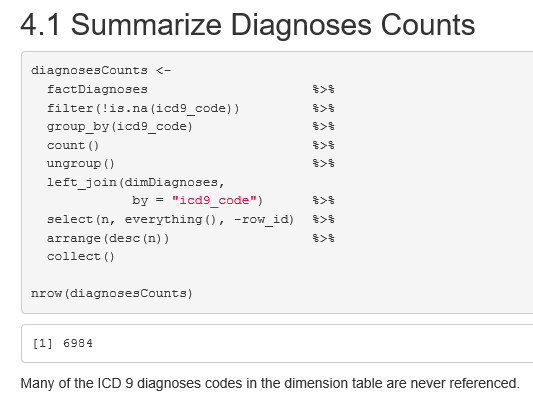 4.1 Summarize Diagnoses Counts
diagnosesCounts <-
  factDiagnoses                      %>%
  filter(!is.na(icd9_code))          %>%
  group_by(icd9_code)                %>%
  count()                            %>%
  ungroup()                          %>%
  left_join(dimDiagnoses,
            by = "icd9_code")        %>%
  select(n, everything(), -row_id)   %>%
  arrange(desc(n))                   %>%
  collect()
nrow(diagnosesCounts)
[1] 6984
Many of the ICD 9 diagnoses codes in the dimension table are never referenced.